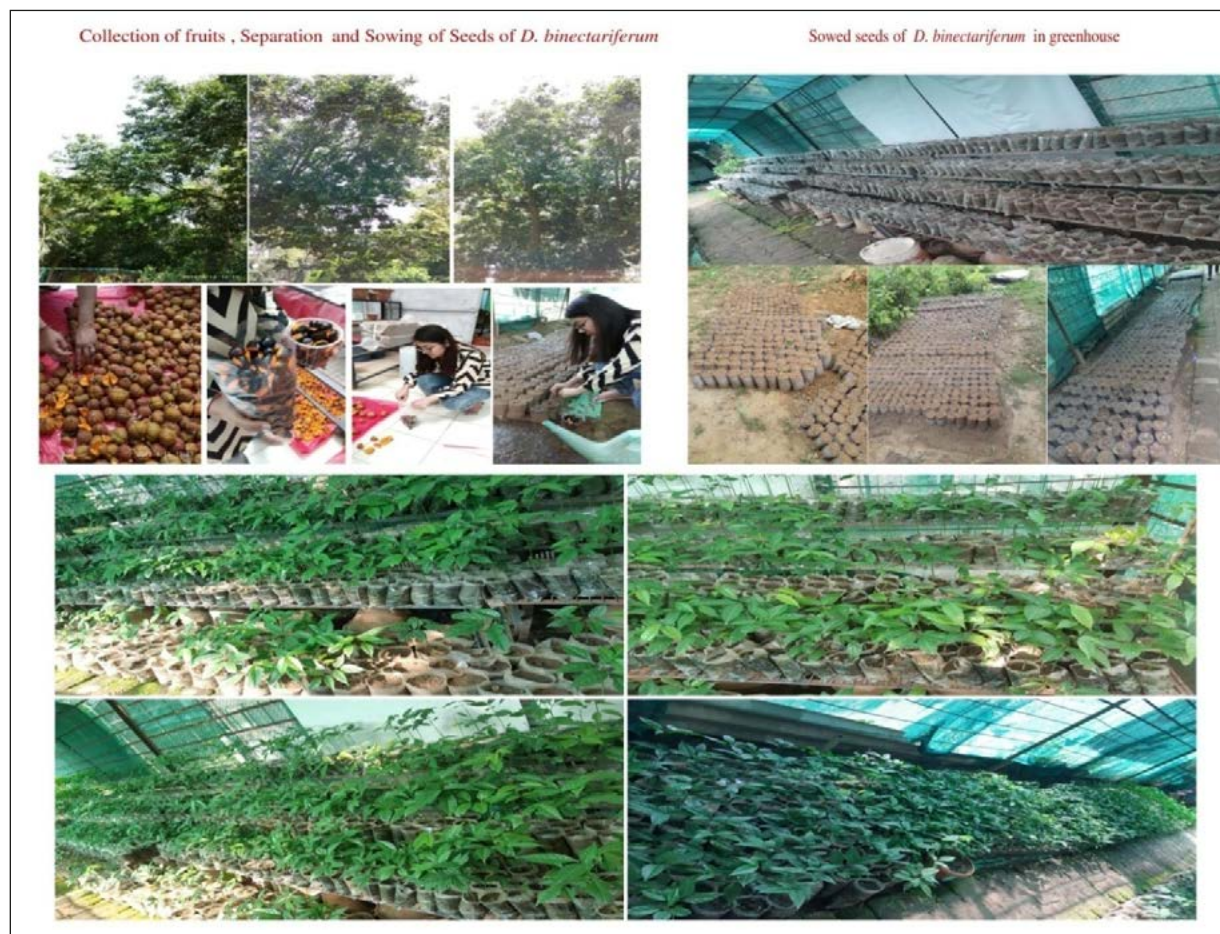 Collection of fruits , Separation and Sowing of Seeds of D. binectariferum
Sowed seeds of D. binectariferum in greenhouse